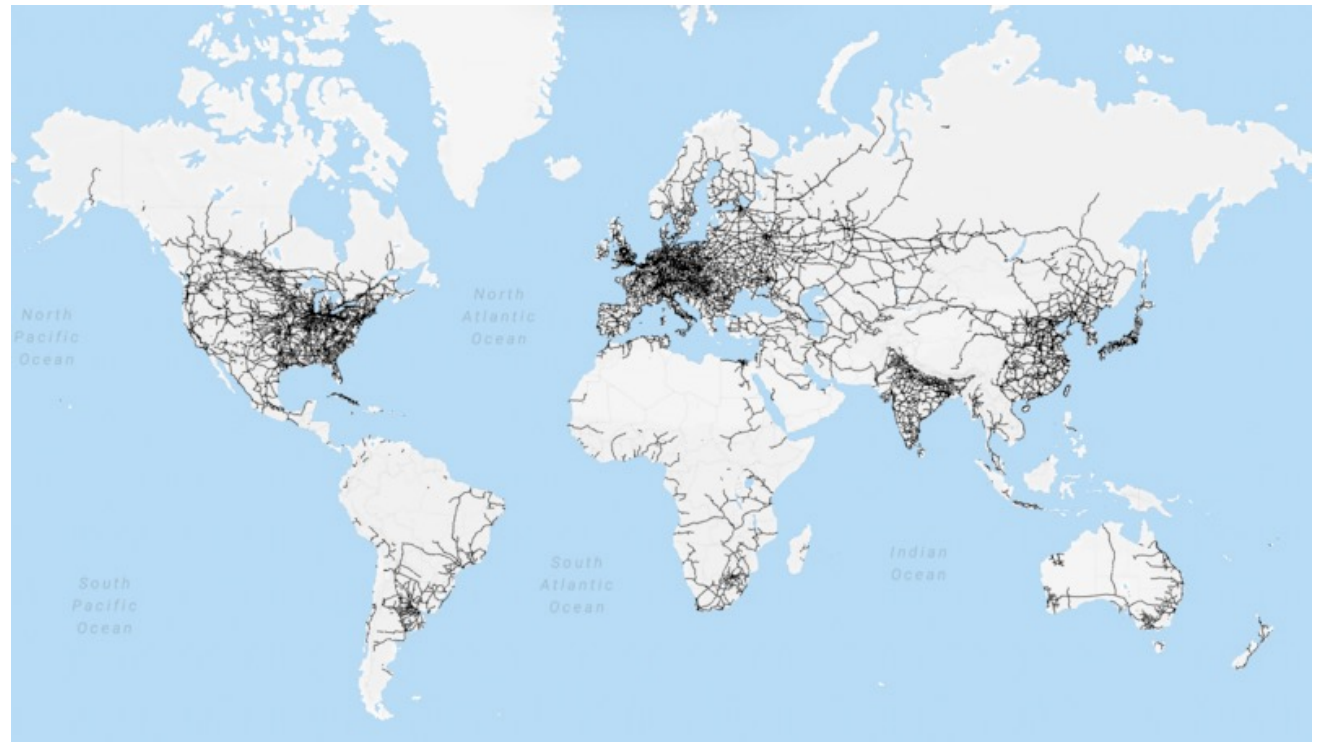 North
Pacific
Ocean
North
Atlantic
Ocean
South
Pacific
Ocean
South
Atlantic
Ocean
Indian
Ocean